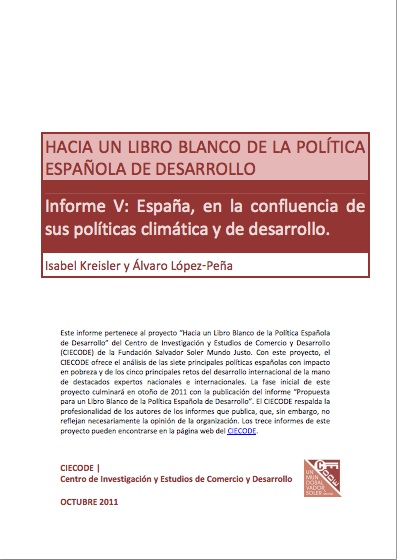 HACIA UN LIBRO BLANCO DE LA POLÍTICA
ESPAÑOLA DE DESARROLLO
Informe V: España, en la confluencia de
sus políticas climática y de desarrollo.
Isabel Kreisler y Álvaro López-Peña
Este informe pertenece al proyecto "Hacia un Libro Blanco de la Política Española
de Desarrollo" del Centro de Investigación y Estudios de Comercio y Desarrollo
(CIECODE) de la Fundación Salvador Soler Mundo Justo. Con este proyecto, el
CIECODE ofrece el análisis de las siete principales políticas españolas con impacto
en pobreza y de los cinco principales retos del desarrollo internacional de la mano
de destacados expertos nacionales e internacionales. La fase inicial de este
proyecto culminará en otoño de 2011 con la publicación del informe "Propuesta
para un Libro Blanco de la Política Española de Desarrollo". El CIECODE respalda la
profesionalidad de los autores de los informes que publica, que, sin embargo, no
reflejan necesariamente la opinión de la organización. Los trece informes de este
proyecto pueden encontrarse en la página web del CIECODE.
CIECODE |
Centro de Investigación y Estudios de Comercio y Desarrollo
OCTUBRE 2011
CIECODE
UN
MUN
DOSAL
VADOR
SOLER